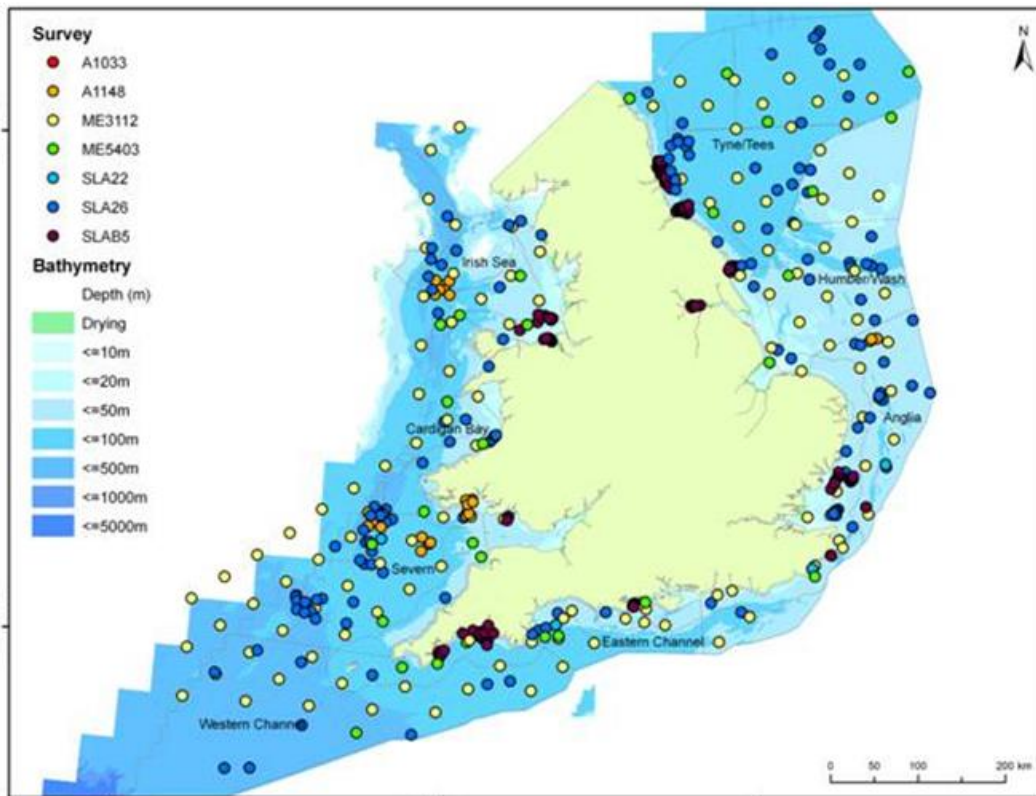 Survey
A1033
A1148
ME3112
ME5403
SLA22
SLA26
SLAB5
Bathymetry
Depth (m)
Drying
<=10m
<=20m
<=50m
<=100m
<=500m
<=1000m
<=5000m
N
Tyne/Tees
Irish Sea
Humber/Wash
Cardigan Bay
Anglia
Severn
Eastern Channel
Western Channel
0 50 100 200 km